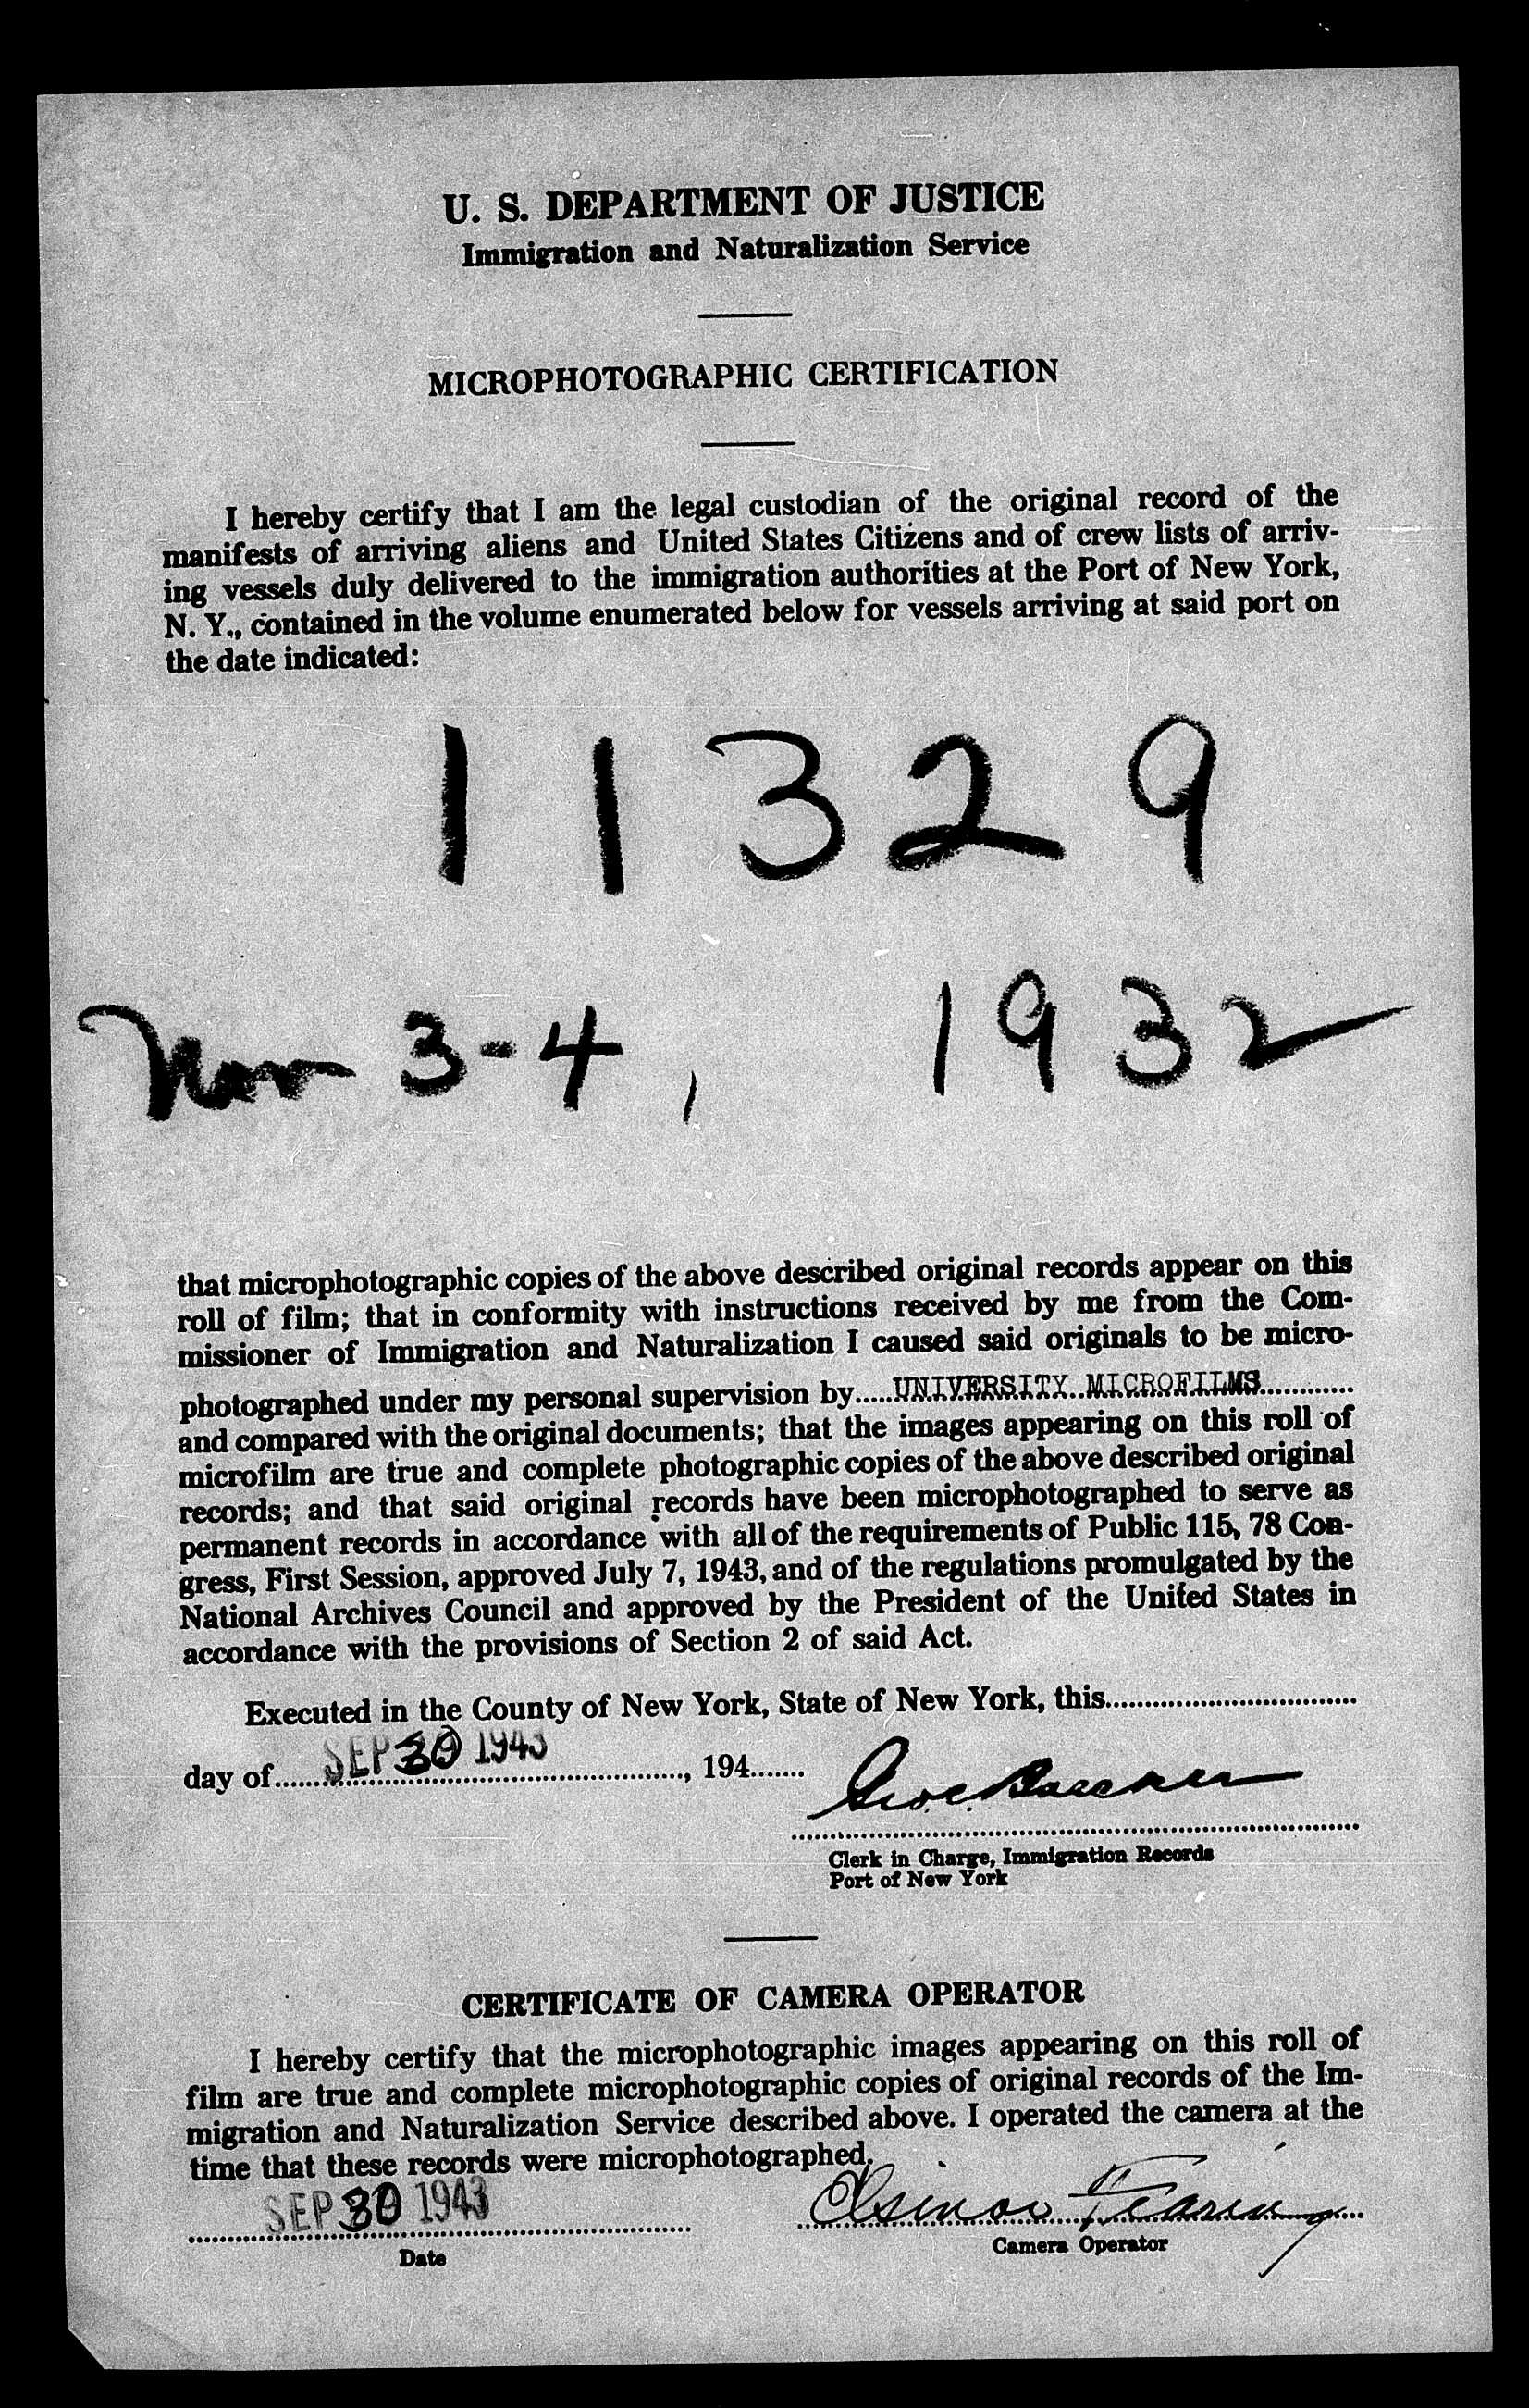 U. S. DEPARTMENT OF JUSTICE
Immigration and Naturalization Service
MICROPHOTOGRAPHIC CERTIFICATION
I hereby certify that I am the legal custodian of the original record of the
manifests of arriving aliens and United States Citizens and of crew lists of arriv-
ing vessels duly delivered to the immigration authorities at the Port of New York,
N. Y., contained in the volume enumerated below for vessels arriving at said port on
the date indicated:
11329
3-4, 1932
that microphotographic copies of the above described original records appear on this
roll of film; that in conformity with instructions received by me from the Com-
missioner of Immigration and Naturalization I caused said originals to be micro-
photographed under my personal supervision by.....UNIVERSITY MICROFILMS............
and compared with the original documents; that the images appearing on this roll of
microfilm are true and complete photographic copies of the above described original
records; and that said original records have been microphotographed to serve as
permanent records in accordance with all of the requirements of Public 115, 78 Con-
gress, First Session, approved July 7, 1943, and of the regulations promulgated by the
National Archives Council and approved by the President of the United States in
accordance with the provisions of Section 2 of said Act.
Executed in the County of New York, State of New York, this................................
day of......SEP 30 1943.................., 194.......
Clerk in Charge, Immigration Records
Port of New York
CERTIFICATE OF CAMERA OPERATOR
I hereby certify that the microphotographic images appearing on this roll of
film are true and complete microphotographic copies of original records of the Im-
migration and Naturalization Service described above. I operated the camera at the
time that these records were microphotographed.
SEP 30 1943
Date
Camera Operator